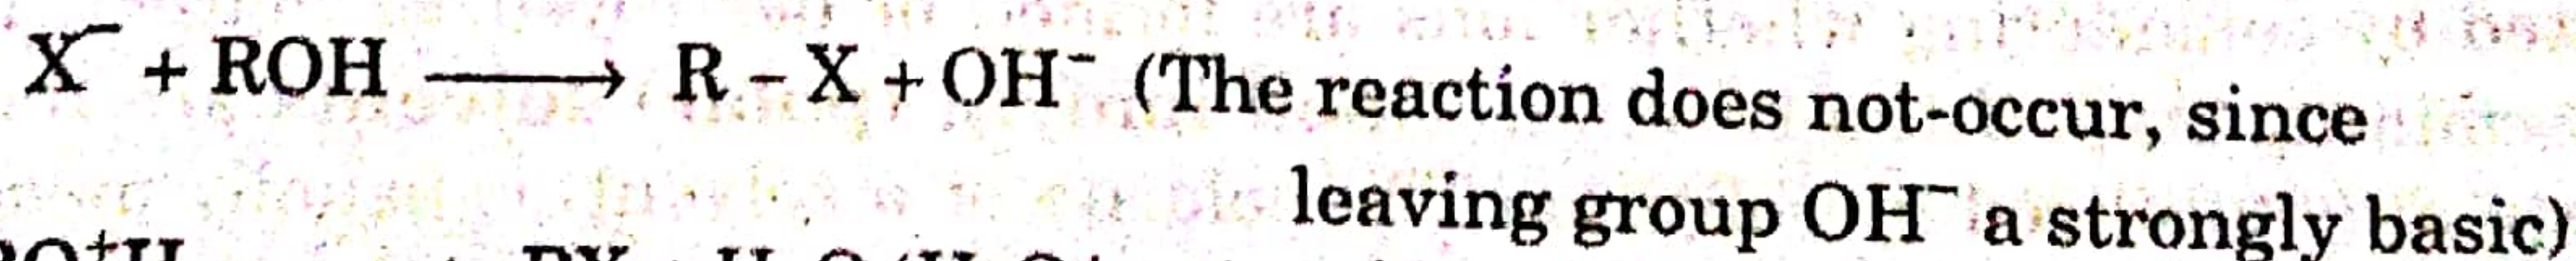 X⁻ + ROH ⟶ R – X + OH⁻ (The reaction does not-occur, since
leaving group OH⁻ a strongly basic)